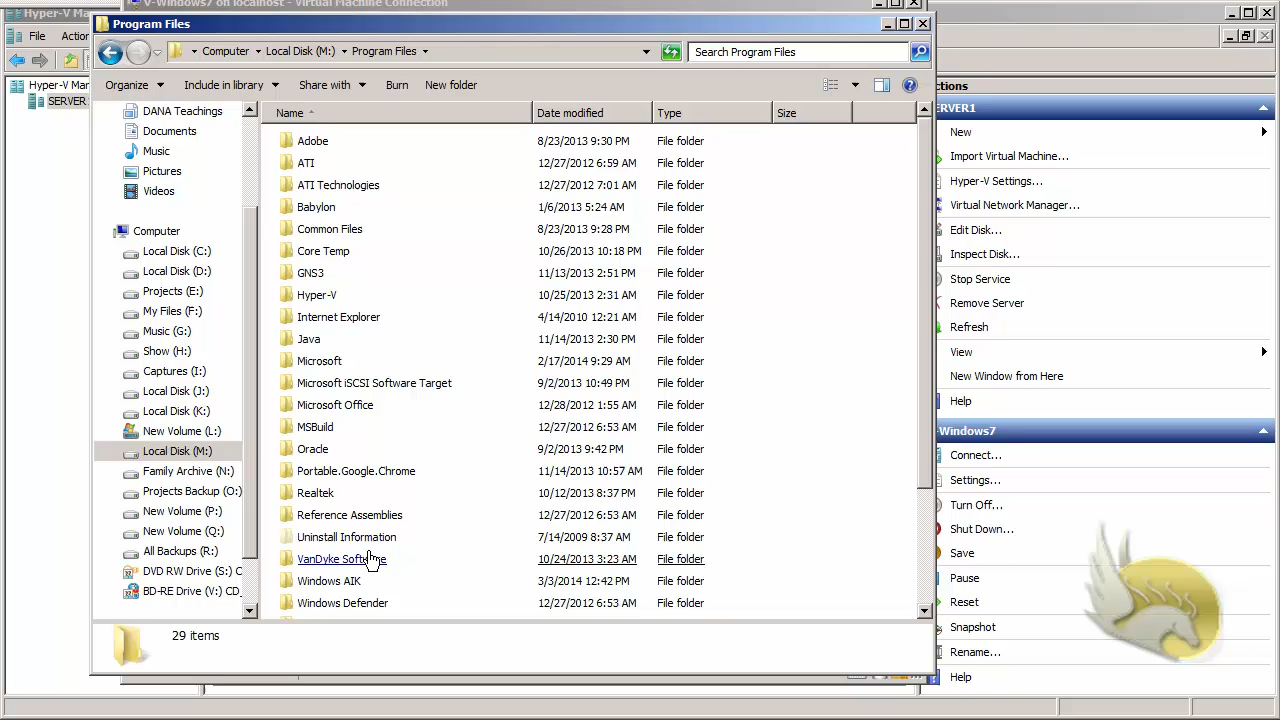 V-Windows7 on localhost - Virtual Machine Connection
Hyper-V Man
File Action
Hyper-V Mar
SERVER1
Program Files
Computer Local Disk (M:) Program Files
Search Program Files
Organize Include in library Share with Burn New folder
DANA Teachings
Documents
Music
Pictures
Videos
Computer
Local Disk (C:)
Local Disk (D:)
Projects (E:)
My Files (F:)
Music (G:)
Show (H:)
Captures (I:)
Local Disk (J:)
Local Disk (K:)
New Volume (L:)
Local Disk (M:)
Family Archive (N:)
Projects Backup (O:)
New Volume (P:)
New Volume (Q:)
All Backups (R:)
DVD RW Drive (S:) C
BD-RE Drive (V:) CD_
Name Date modified Type Size
Adobe 8/23/2013 9:30 PM File folder
ATI 12/27/2012 6:59 AM File folder
ATI Technologies 12/27/2012 7:01 AM File folder
Babylon 1/6/2013 5:24 AM File folder
Common Files 8/23/2013 9:28 PM File folder
Core Temp 10/26/2013 10:18 PM File folder
GNS3 11/13/2013 2:51 PM File folder
Hyper-V 10/25/2013 2:31 AM File folder
Internet Explorer 4/14/2010 12:21 AM File folder
Java 11/14/2013 2:30 PM File folder
Microsoft 2/17/2014 9:29 AM File folder
Microsoft iSCSI Software Target 9/2/2013 10:49 PM File folder
Microsoft Office 12/28/2012 1:55 AM File folder
MSBuild 12/27/2012 6:53 AM File folder
Oracle 9/2/2013 9:42 PM File folder
Portable.Google.Chrome 11/14/2013 10:57 AM File folder
Realtek 10/12/2013 8:37 PM File folder
Reference Assemblies 12/27/2012 6:53 AM File folder
Uninstall Information 7/14/2009 8:37 AM File folder
VanDyke Software 10/24/2013 3:23 AM File folder
Windows AIK 3/3/2014 12:42 PM File folder
Windows Defender 12/27/2012 6:53 AM File folder
29 items
ctions
ERVER1
New
Import Virtual Machine...
Hyper-V Settings...
Virtual Network Manager...
Edit Disk...
Inspect Disk...
Stop Service
Remove Server
Refresh
View
New Window from Here
Help
-Windows7
Connect...
Settings...
Turn Off...
Shut Down...
Save
Pause
Reset
Snapshot
Rename...
Help